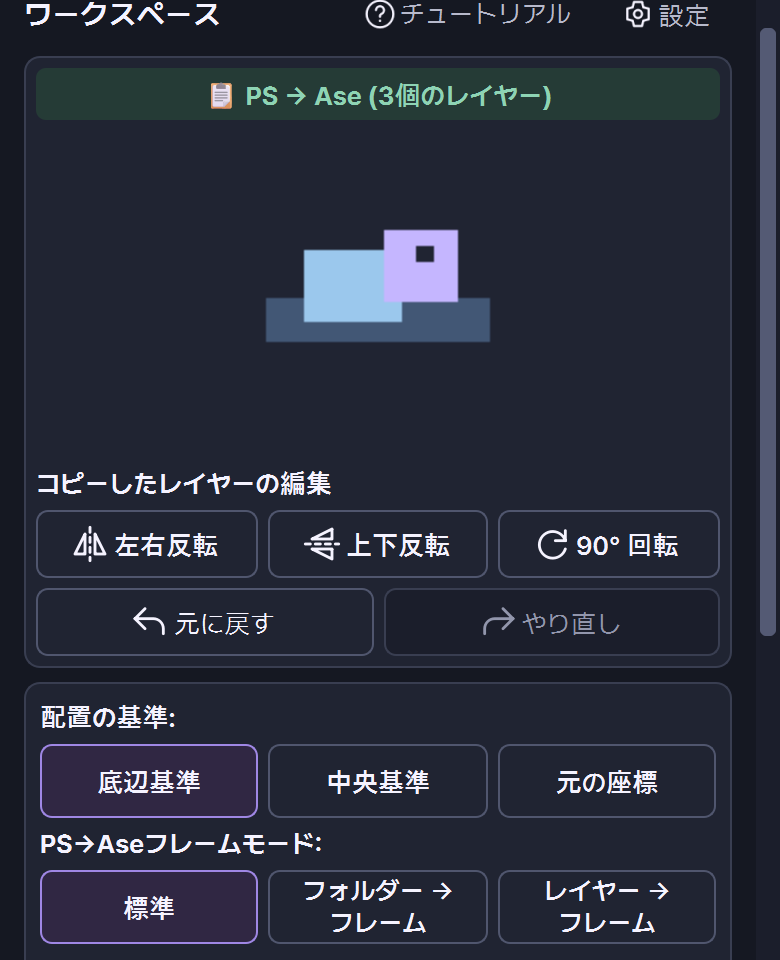 ワークスペース
チュートリアル
設定
PS → Ase (3個のレイヤー)
コピーしたレイヤーの編集
左右反転
上下反転
90° 回転
元に戻す
やり直し
配置の基準:
底辺基準
中央基準
元の座標
PS→Aseフレームモード:
標準
フォルダー →
フレーム
レイヤー →
フレーム